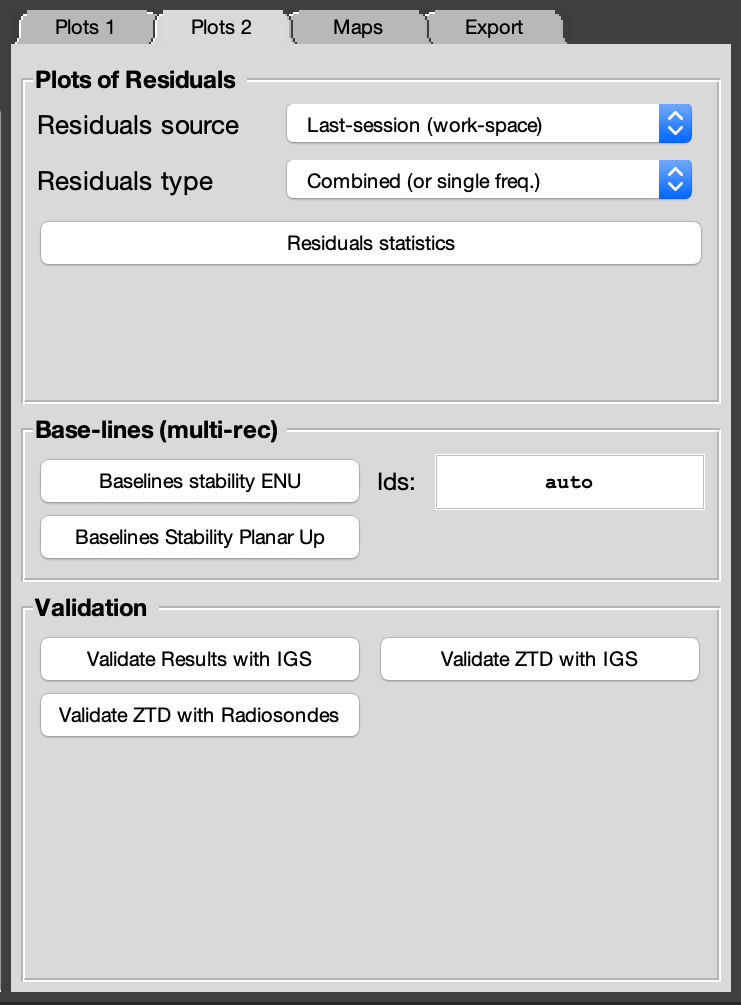 Plots 1
Plots 2
Maps
Export
Plots of Residuals
Residuals source
Last-session (work-space)
Residuals type
Combined (or single freq.)
Residuals statistics
Base-lines (multi-rec)
Baselines stability ENU
Ids:
auto
Baselines Stability Planar Up
Validation
Validate Results with IGS
Validate ZTD with IGS
Validate ZTD with Radiosondes